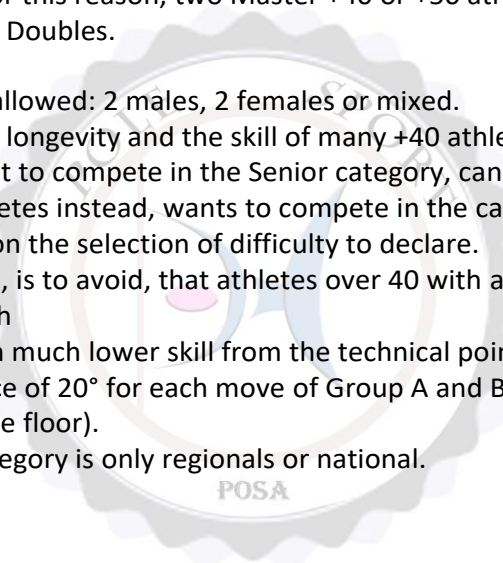 r this reason, two Master +40 or +50 ath
Doubles.
allowed: 2 males, 2 females or mixed.
longevity and the skill of many +40 athle
t to compete in the Senior category, can
etes instead, wants to compete in the ca
on the selection of difficulty to declare.
, is to avoid, that athletes over 40 with a
h
much lower skill from the technical poin
ce of 20° for each move of Group A and B
e floor).
egory is only regionals or national.
POLE SPORT
POSA